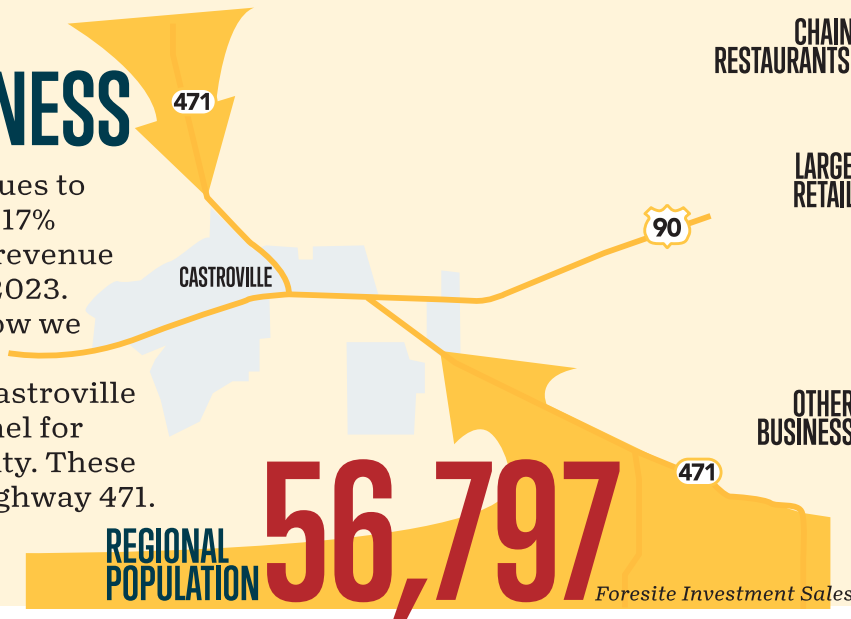 NESS
ues to
17%
revenue
2023.
ow we
astroville
nel for
ity. These
ghway 471.
471
CASTROVILLE
90
471
REGIONAL
POPULATION
56,797
Foresite Investment Sales
CHAIN
RESTAURANTS
LARGE
RETAIL
OTHER
BUSINESS